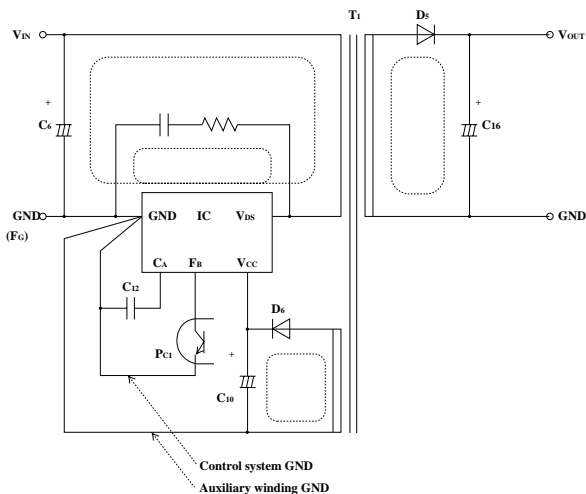 T1
D5
VIN
VOUT
+
C6
+
C16
GND
(FG)
GND
IC
VDS
GND
CA
FB
VCC
C12
D6
PC1
+
C10
Control system GND
Auxiliary winding GND